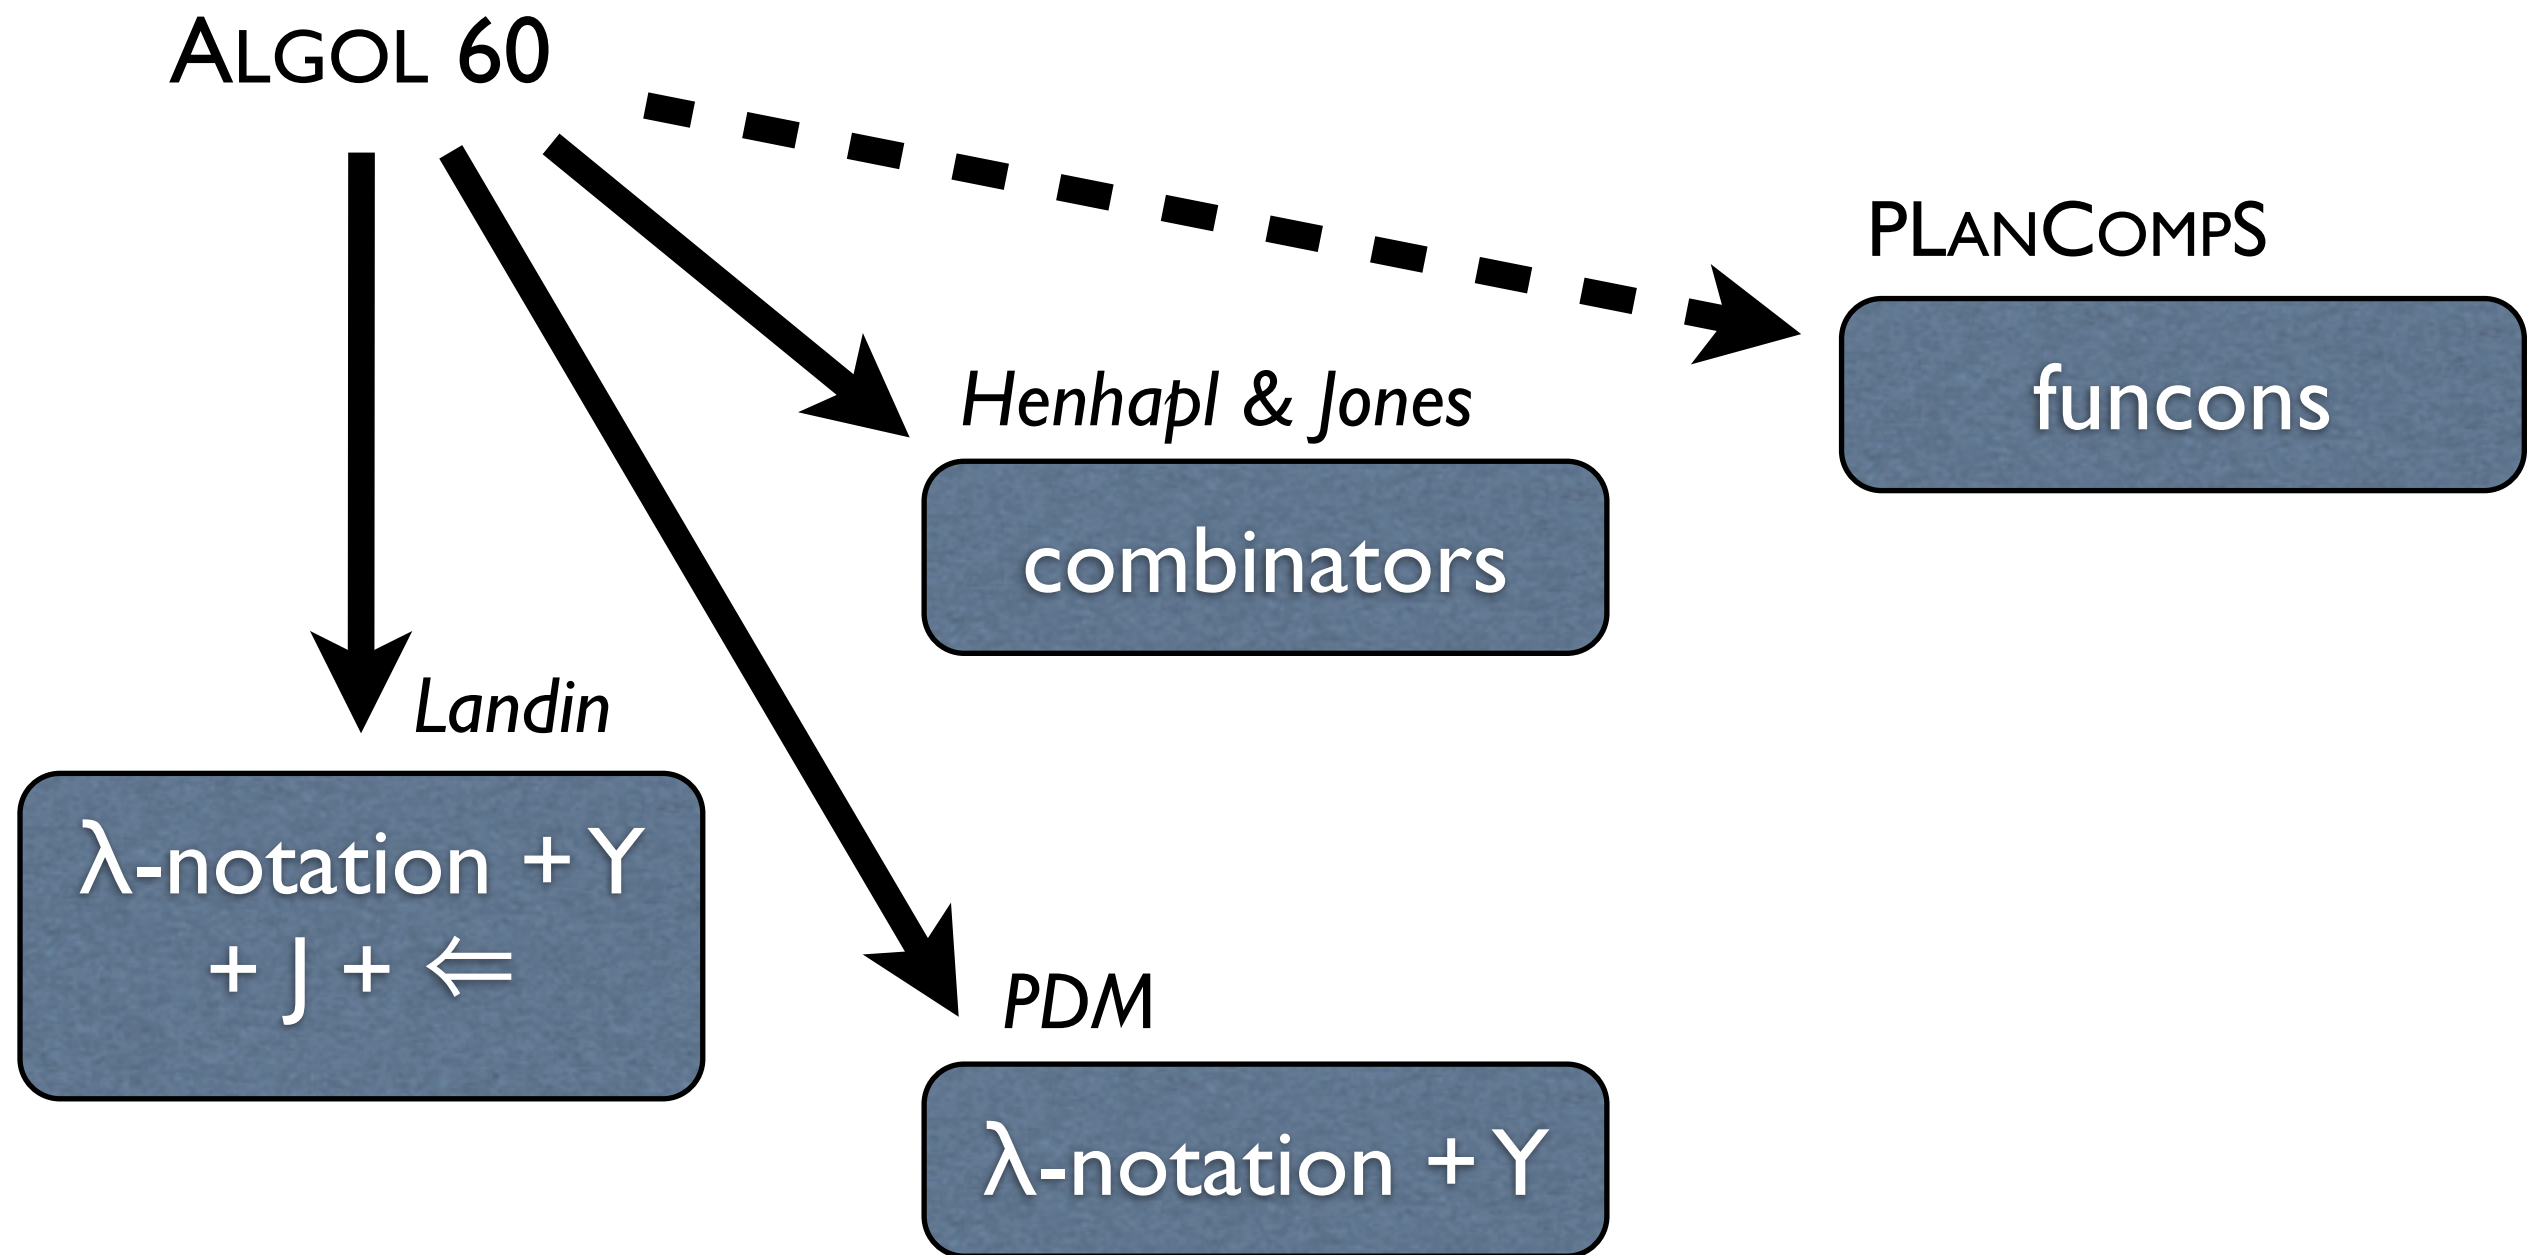 ALGOL 60
PLANCOMPS
funcons
Henhapl & Jones
combinators
Landin
λ-notation + Y
+ J + ⇐
PDM
λ-notation + Y